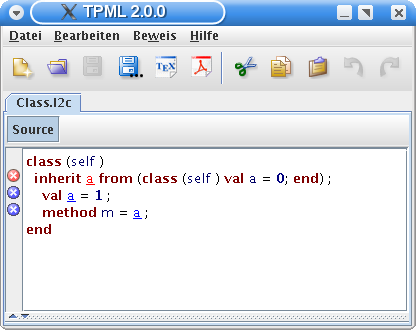 TPML 2.0.0
Datei Bearbeiten Beweis Hilfe
TEX
Class.l2c
Source
class (self )
inherit a from (class (self ) val a = 0; end) ;
val a = 1 ;
method m = a ;
end